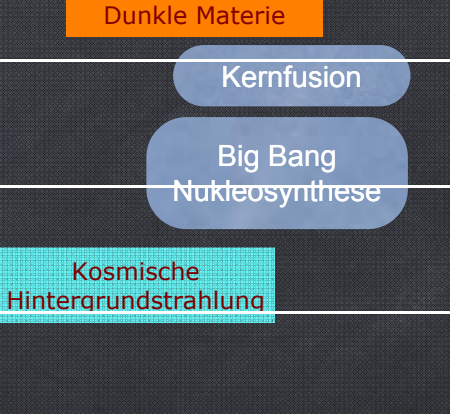 Dunkle Materie
Kernfusion
Big Bang
Nukleosynthese
Kosmische
Hintergrundstrahlung